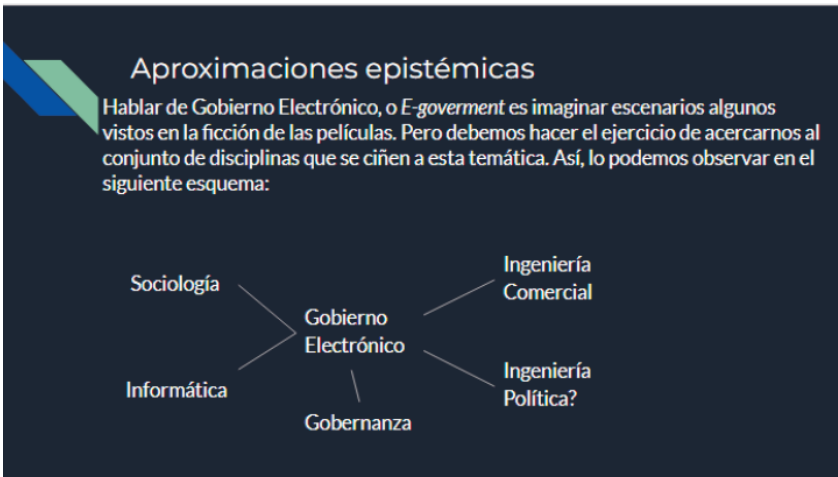 Aproximaciones epistémicas
Hablar de Gobierno Electrónico, o E-goverment es imaginar escenarios algunos
vistos en la ficción de las películas. Pero debemos hacer el ejercicio de acercarnos al
conjunto de disciplinas que se ciñen a esta temática. Así, lo podemos observar en el
siguiente esquema:
Sociología
Ingeniería
Comercial
Gobierno
Electrónico
Informática
Ingeniería
Política?
Gobernanza